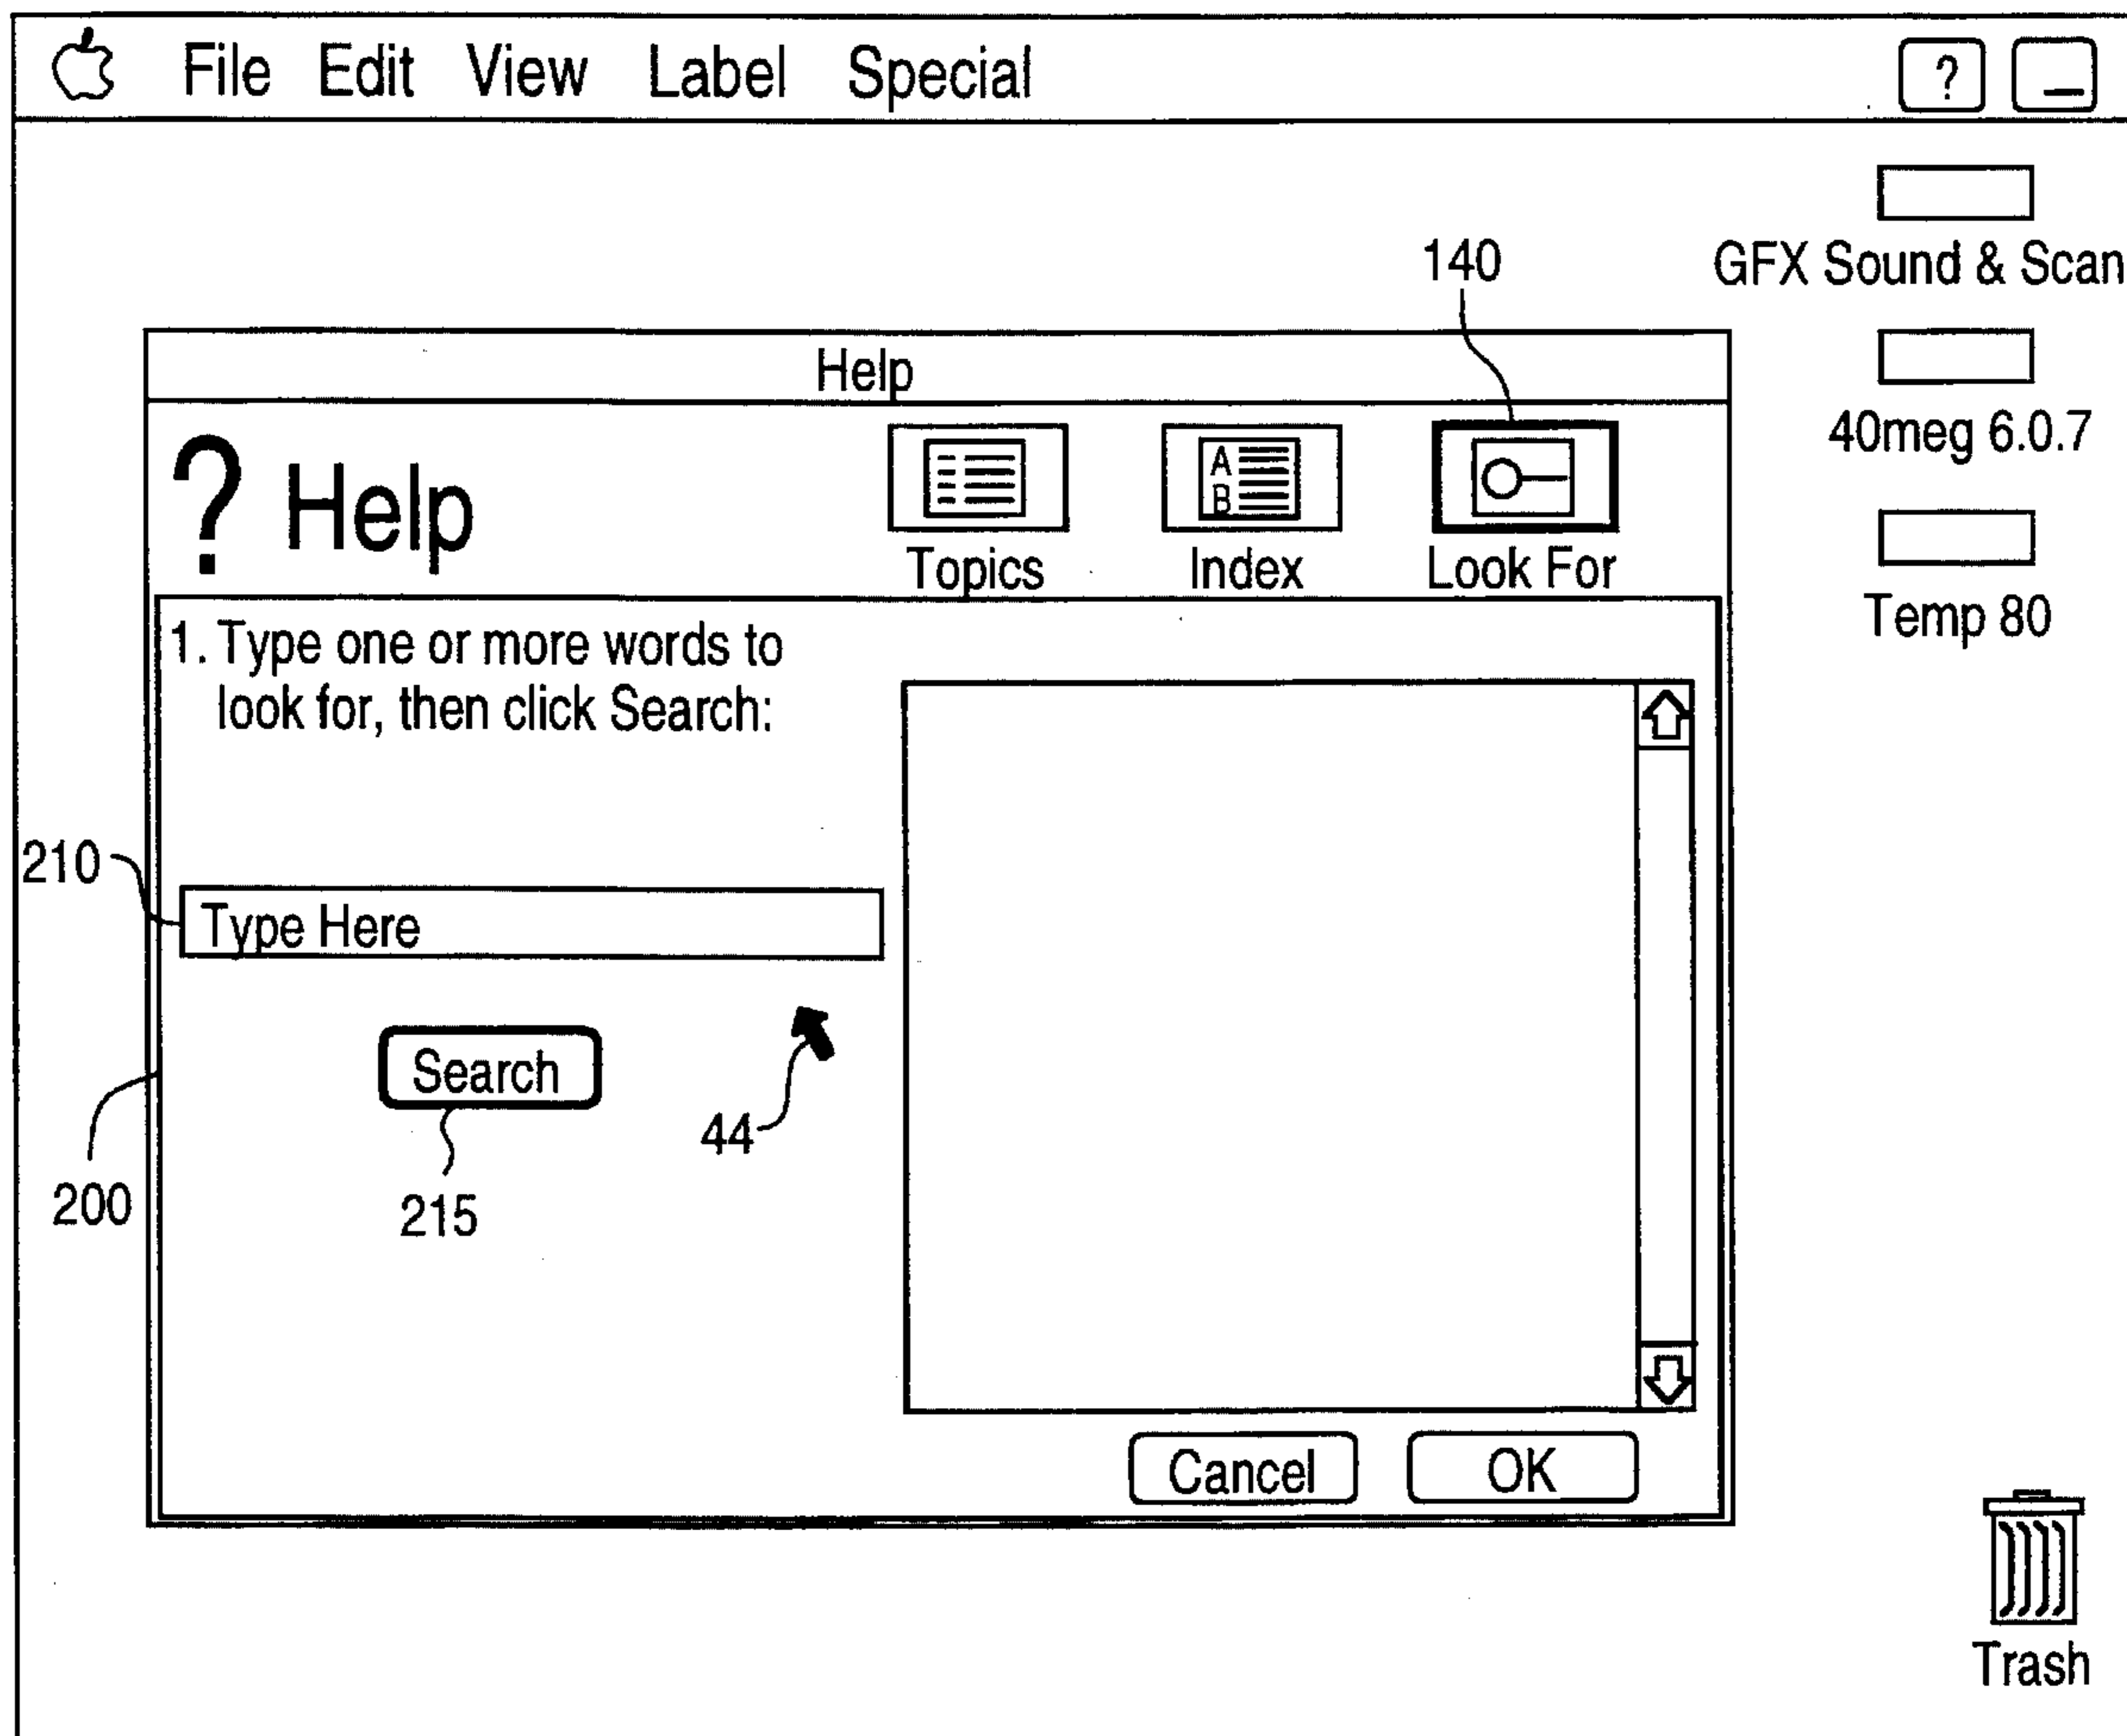 File Edit View Label Special ?
GFX Sound & Scan
140
40meg 6.0.7
Help
? Help
A
B
Topics Index Look For
Temp 80
1. Type one or more words to
look for, then click Search:
210
Type Here
Search
44
200
215
Cancel OK
Trash